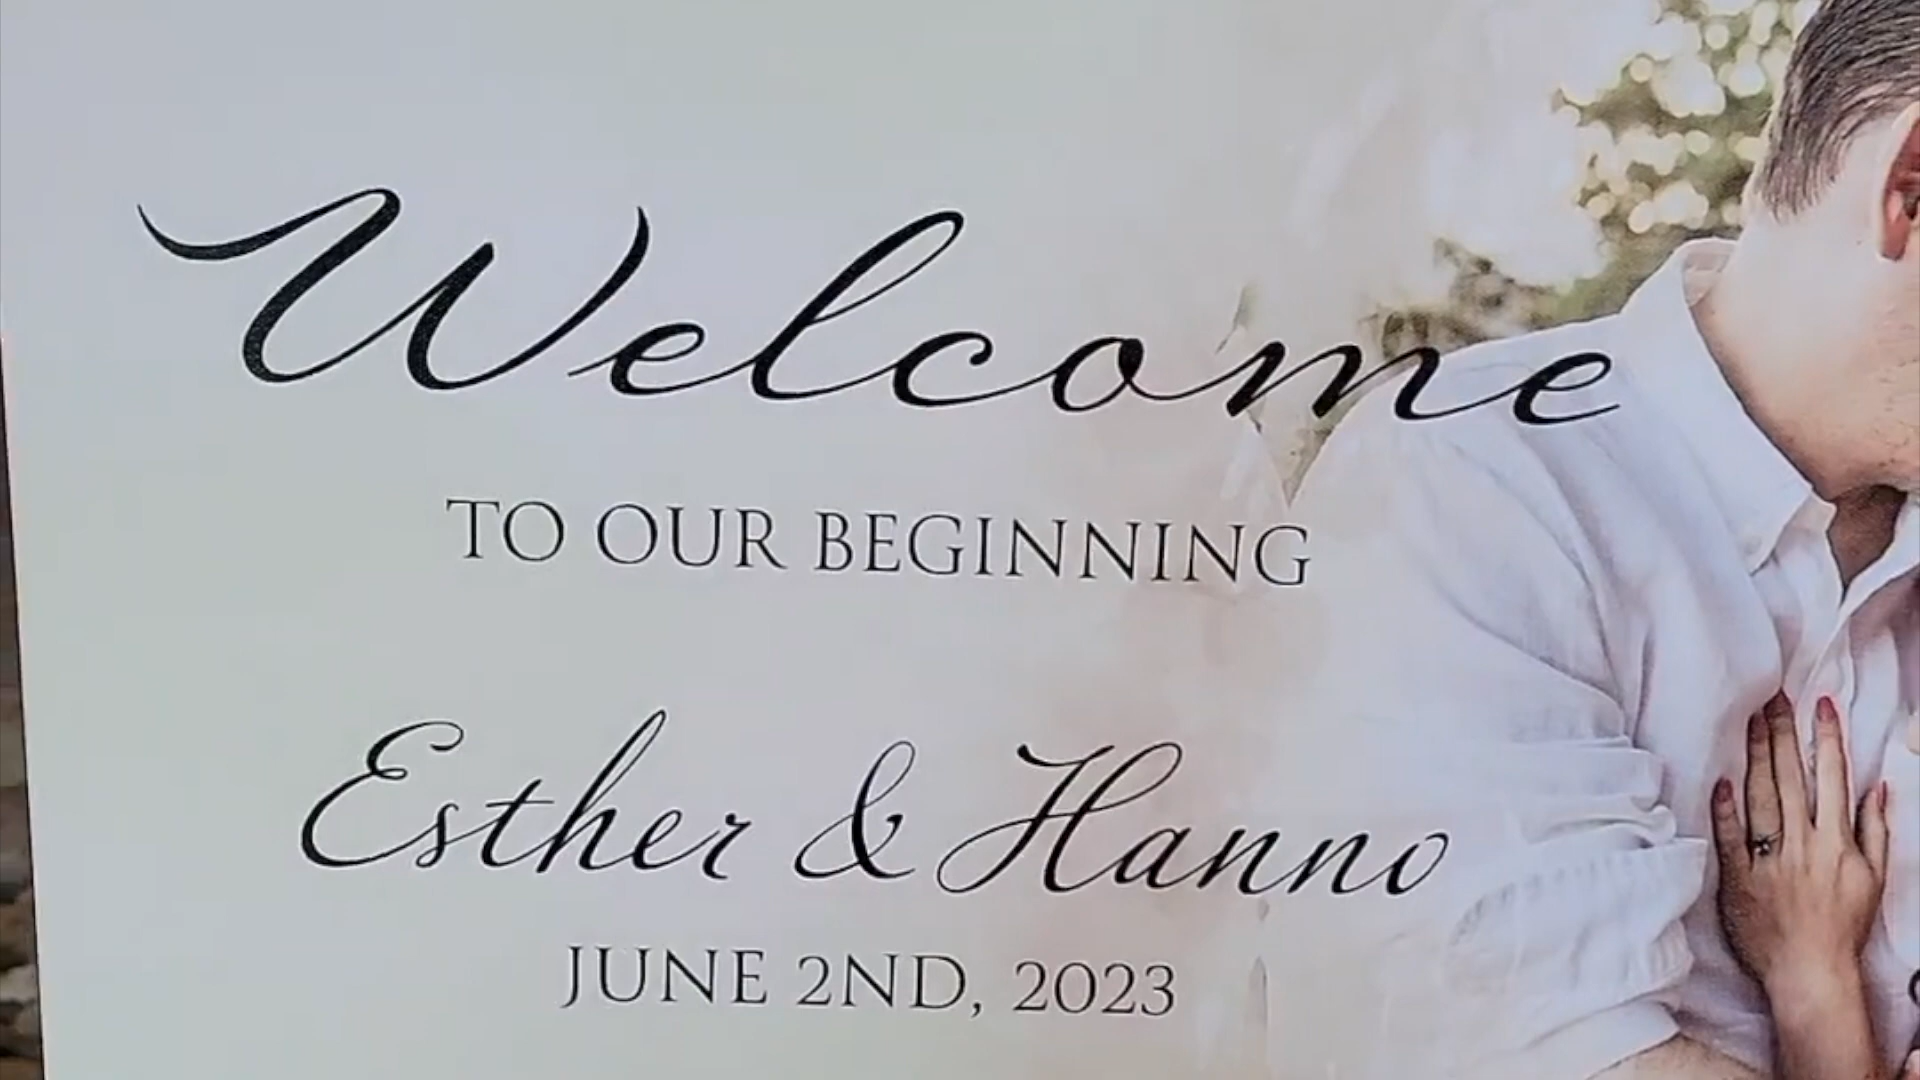 Welcome
TO OUR BEGINNING
Esther & Hanno
JUNE 2ND, 2023